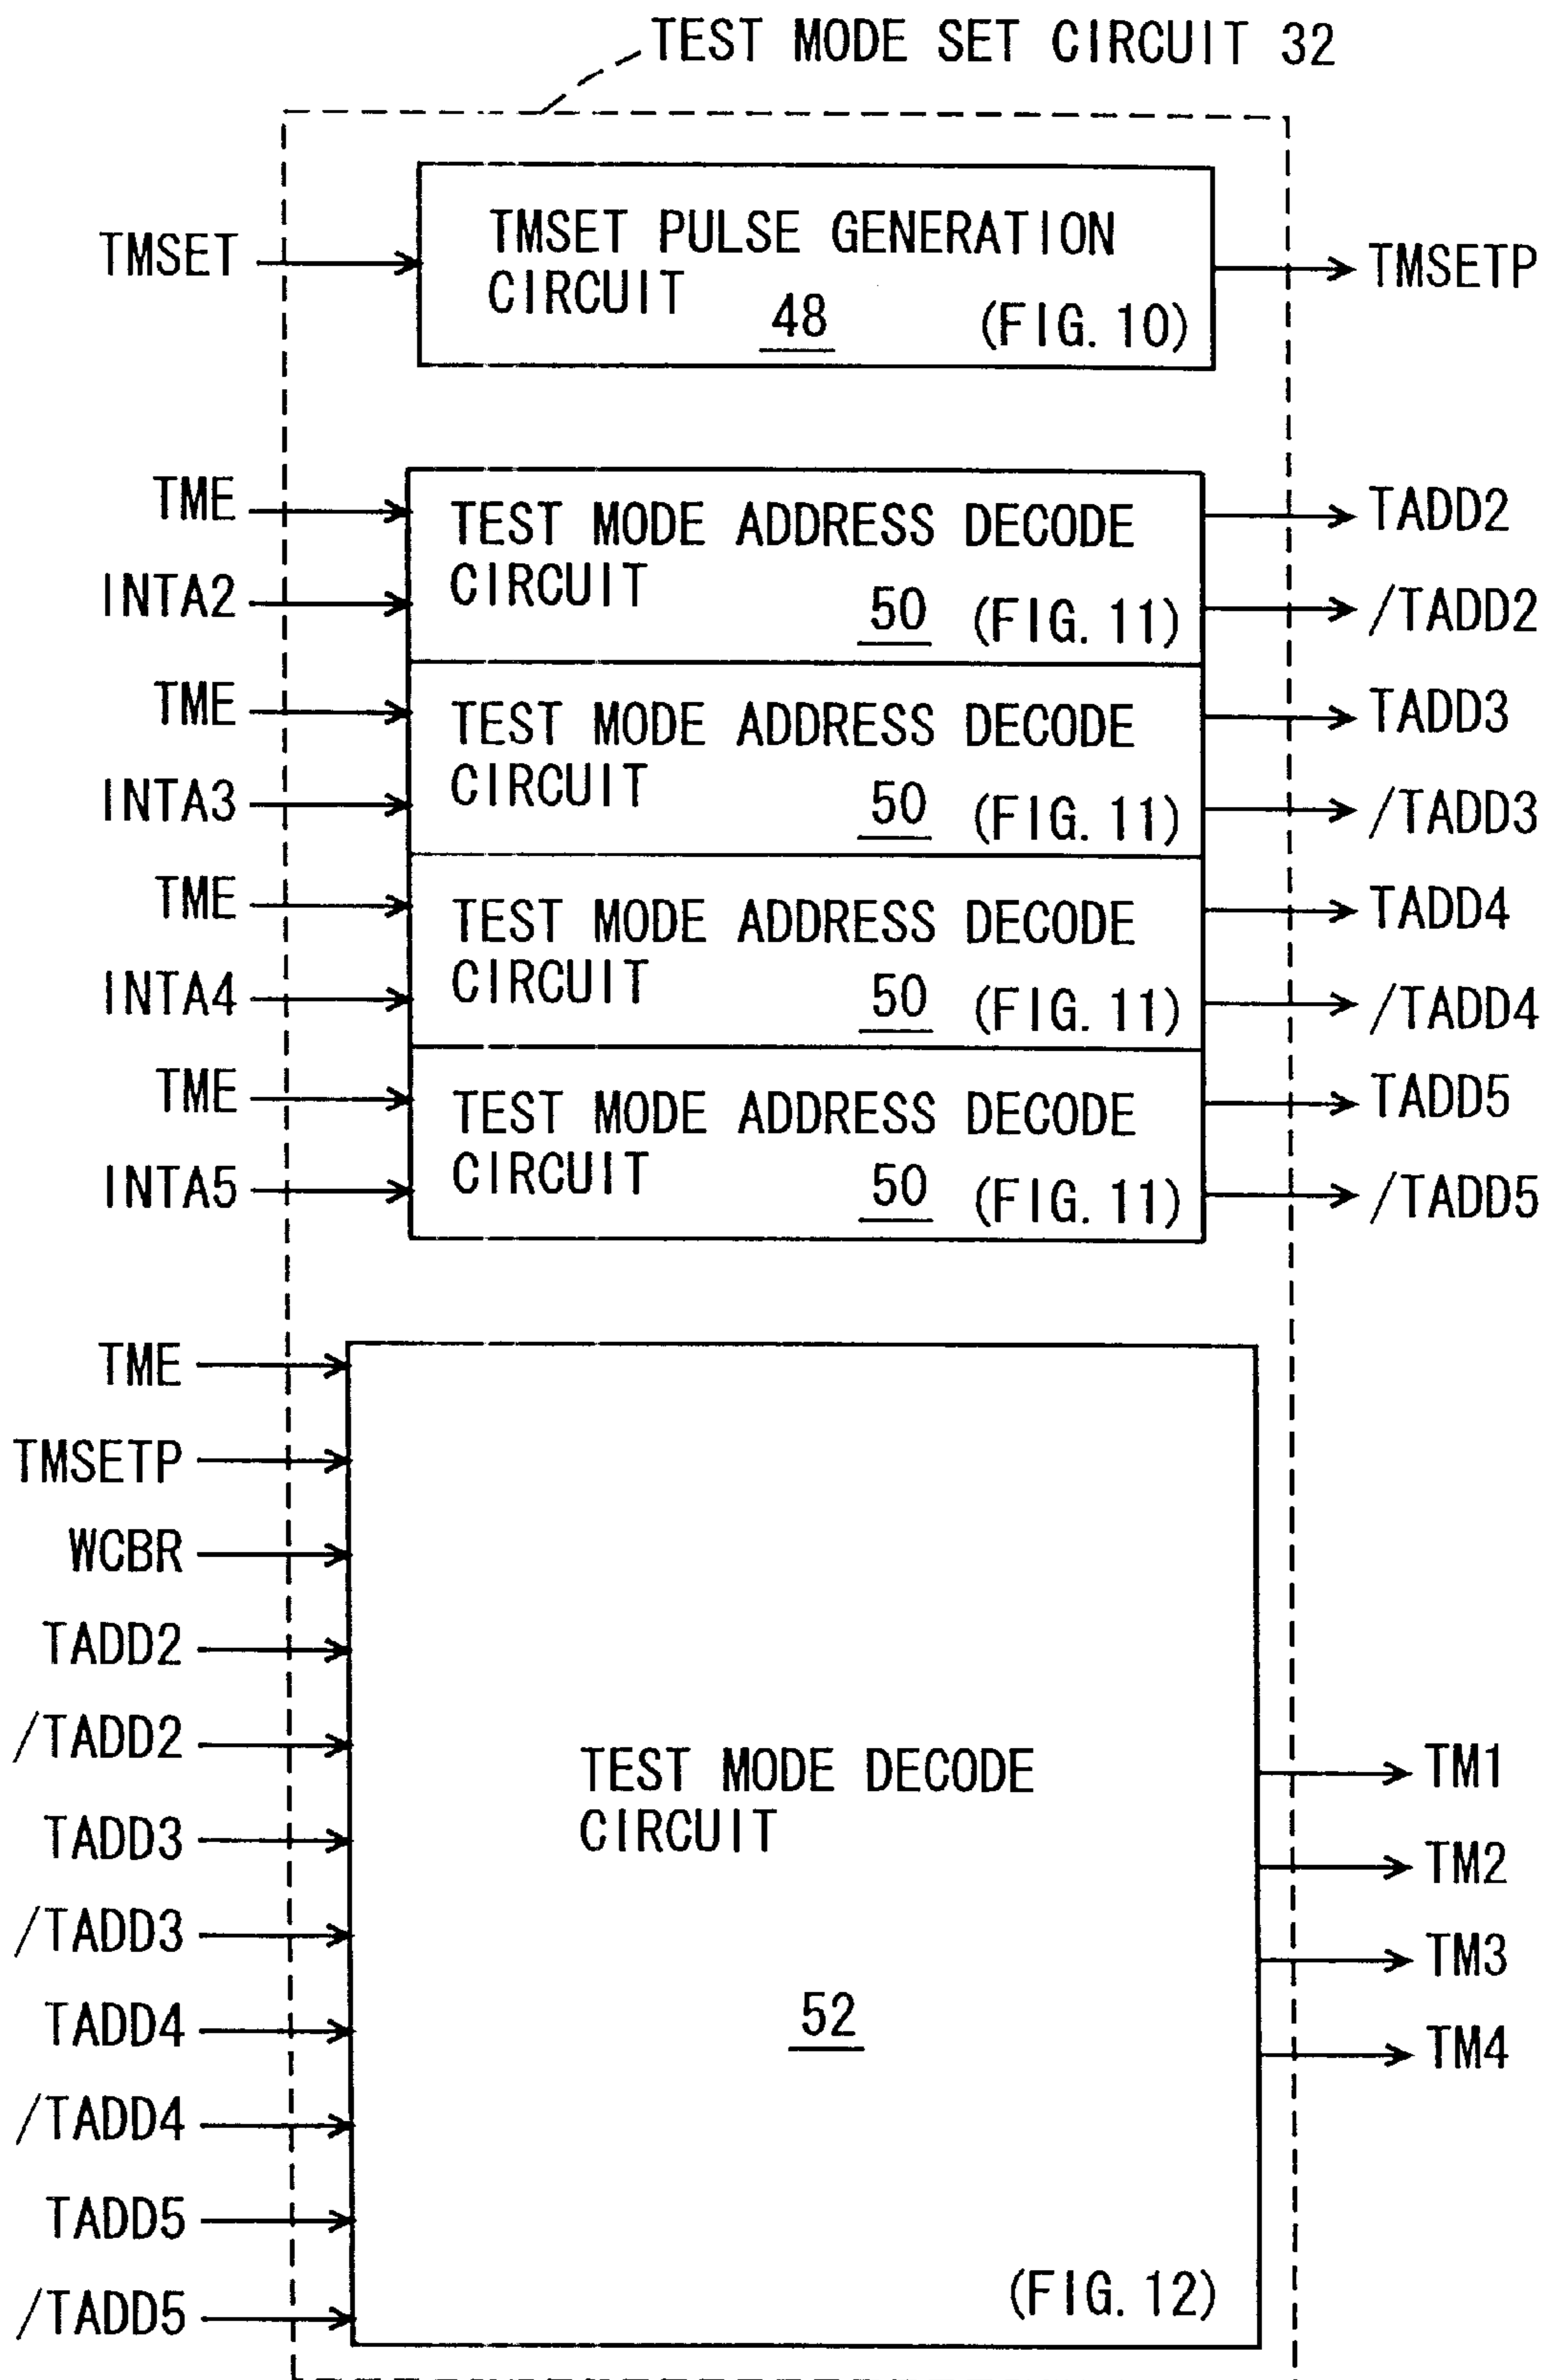 TEST MODE SET CIRCUIT 32
TMSET
TMSET PULSE GENERATION
CIRCUIT
48
(FIG. 10)
TMSETP
TME
INTA2
TEST MODE ADDRESS DECODE
CIRCUIT
50
(FIG. 11)
TADD2
/TADD2
TME
INTA3
TEST MODE ADDRESS DECODE
CIRCUIT
50
(FIG. 11)
TADD3
/TADD3
TME
INTA4
TEST MODE ADDRESS DECODE
CIRCUIT
50
(FIG. 11)
TADD4
/TADD4
TME
INTA5
TEST MODE ADDRESS DECODE
CIRCUIT
50
(FIG. 11)
TADD5
/TADD5
TME
TMSETP
WCBR
TADD2
/TADD2
TADD3
/TADD3
TADD4
/TADD4
TADD5
/TADD5
TEST MODE DECODE
CIRCUIT
52
(FIG. 12)
TM1
TM2
TM3
TM4